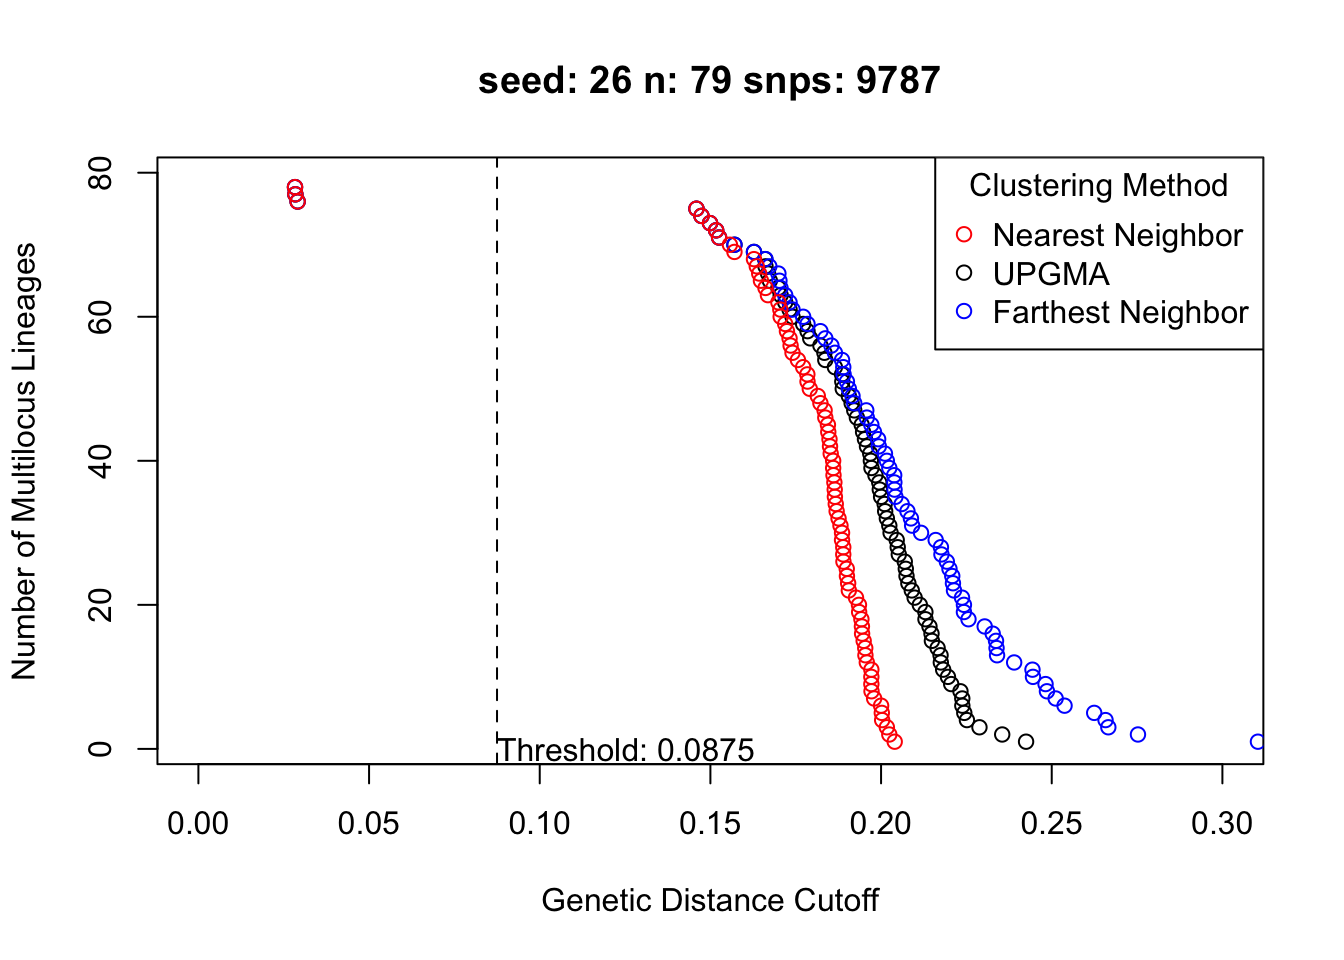 seed: 26 n: 79 snps: 9787
Number of Multilocus Lineages
80
60
40
20
0
Clustering Method
Nearest Neighbor
UPGMA
Farthest Neighbor
Threshold: 0.0875
0.00 0.05 0.10 0.15 0.20 0.25 0.30
Genetic Distance Cutoff